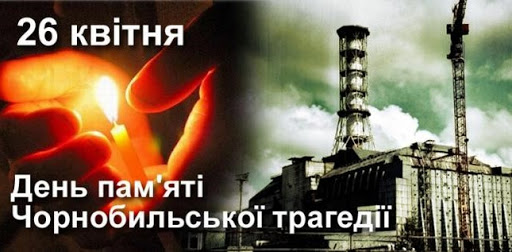 26 квітня
День пам'яті
Чорнобильської трагедії